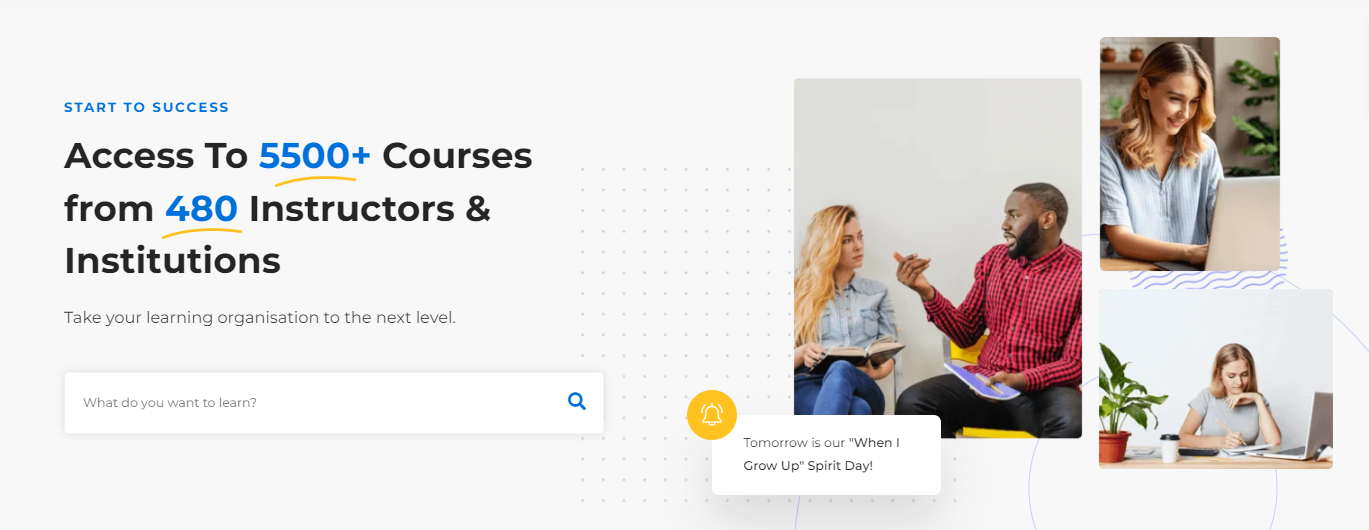 START TO SUCCESS
Access To 5500+ Courses
from 480 Instructors &
Institutions
Take your learning organisation to the next level.
What do you want to learn?
Tomorrow is our "When I
Grow Up" Spirit Day!